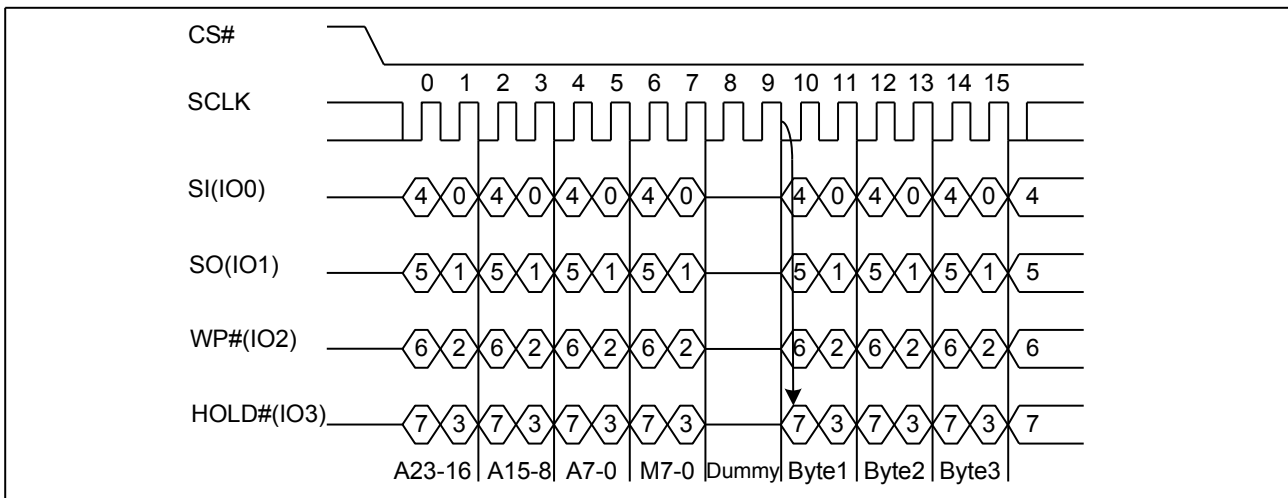 CS#
0 1 2 3 4 5 6 7 8 9 10 11 12 13 14 15
SCLK
SI(IO0) 4 0 4 0 4 0 4 0 4 0 4 0 4 0 4
SO(IO1) 5 1 5 1 5 1 5 1 5 1 5 1 5 1 5
WP#(IO2) 6 2 6 2 6 2 6 2 6 2 6 2 6 2 6
HOLD#(IO3) 7 3 7 3 7 3 7 3 7 3 7 3 7 3 7
A23-16 A15-8 A7-0 M7-0 Dummy Byte1 Byte2 Byte3